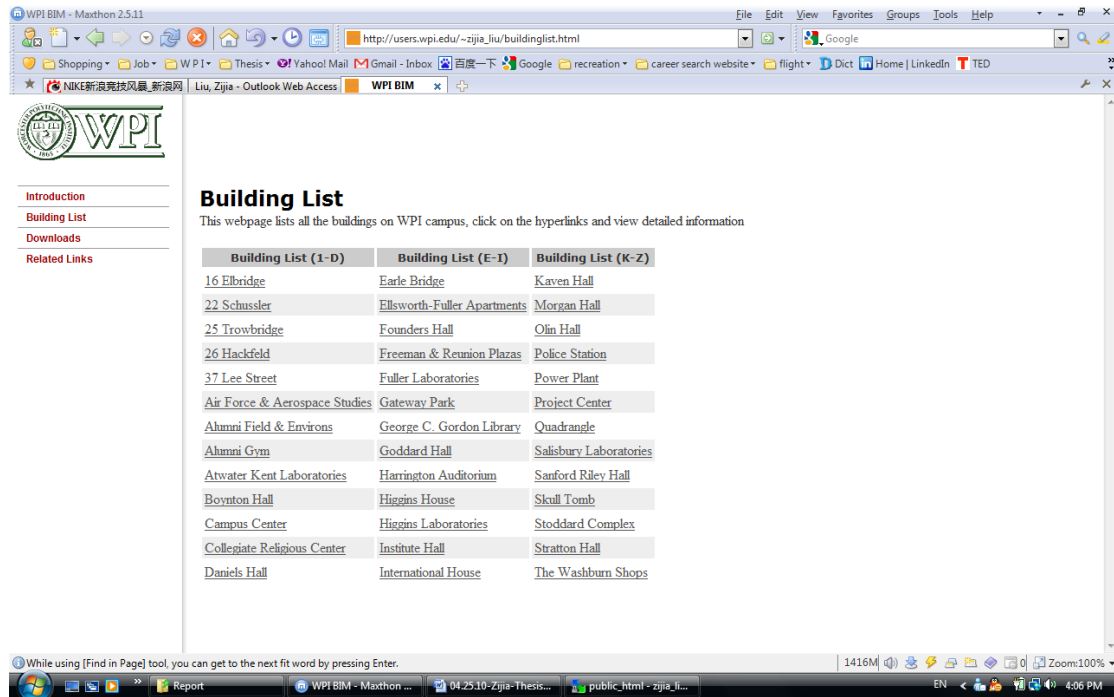 WPI BIM - Maxthon 2.5.11
File Edit View Favorites Groups Tools Help
http://users.wpi.edu/~zijia_liu/buildinglist.html
Google
Shopping Job W P I Thesis Yahoo! Mail Gmail - Inbox 百度一下 Google recreation career search website flight Dict Home | LinkedIn TED
NIKE新浪竞技风暴_新浪网 Liu, Zijia - Outlook Web Access WPI BIM
WORCESTER POLYTECHNIC INSTITUTE
1865
WPI
Introduction
Building List
Downloads
Related Links
Building List
This webpage lists all the buildings on WPI campus, click on the hyperlinks and view detailed information
Building List (1-D) Building List (E-I) Building List (K-Z)
16 Elbridge Earle Bridge Kaven Hall
22 Schussler Ellsworth-Fuller Apartments Morgan Hall
25 Trowbridge Founders Hall Olin Hall
26 Hackfeld Freeman & Reunion Plazas Police Station
37 Lee Street Fuller Laboratories Power Plant
Air Force & Aerospace Studies Gateway Park Project Center
Alumni Field & Environs George C. Gordon Library Quadrangle
Alumni Gym Goddard Hall Salisbury Laboratories
Atwater Kent Laboratories Harrington Auditorium Sanford Riley Hall
Boynton Hall Higgins House Skull Tomb
Campus Center Higgins Laboratories Stoddard Complex
Collegiate Religious Center Institute Hall Stratton Hall
Daniels Hall International House The Washburn Shops
While using [Find in Page] tool, you can get to the next fit word by pressing Enter. 1416M 0 Zoom:100%
Report WPI BIM - Maxthon ... 04.25.10-Zijia-Thesis... public_html - zijia_li... EN 4:06 PM